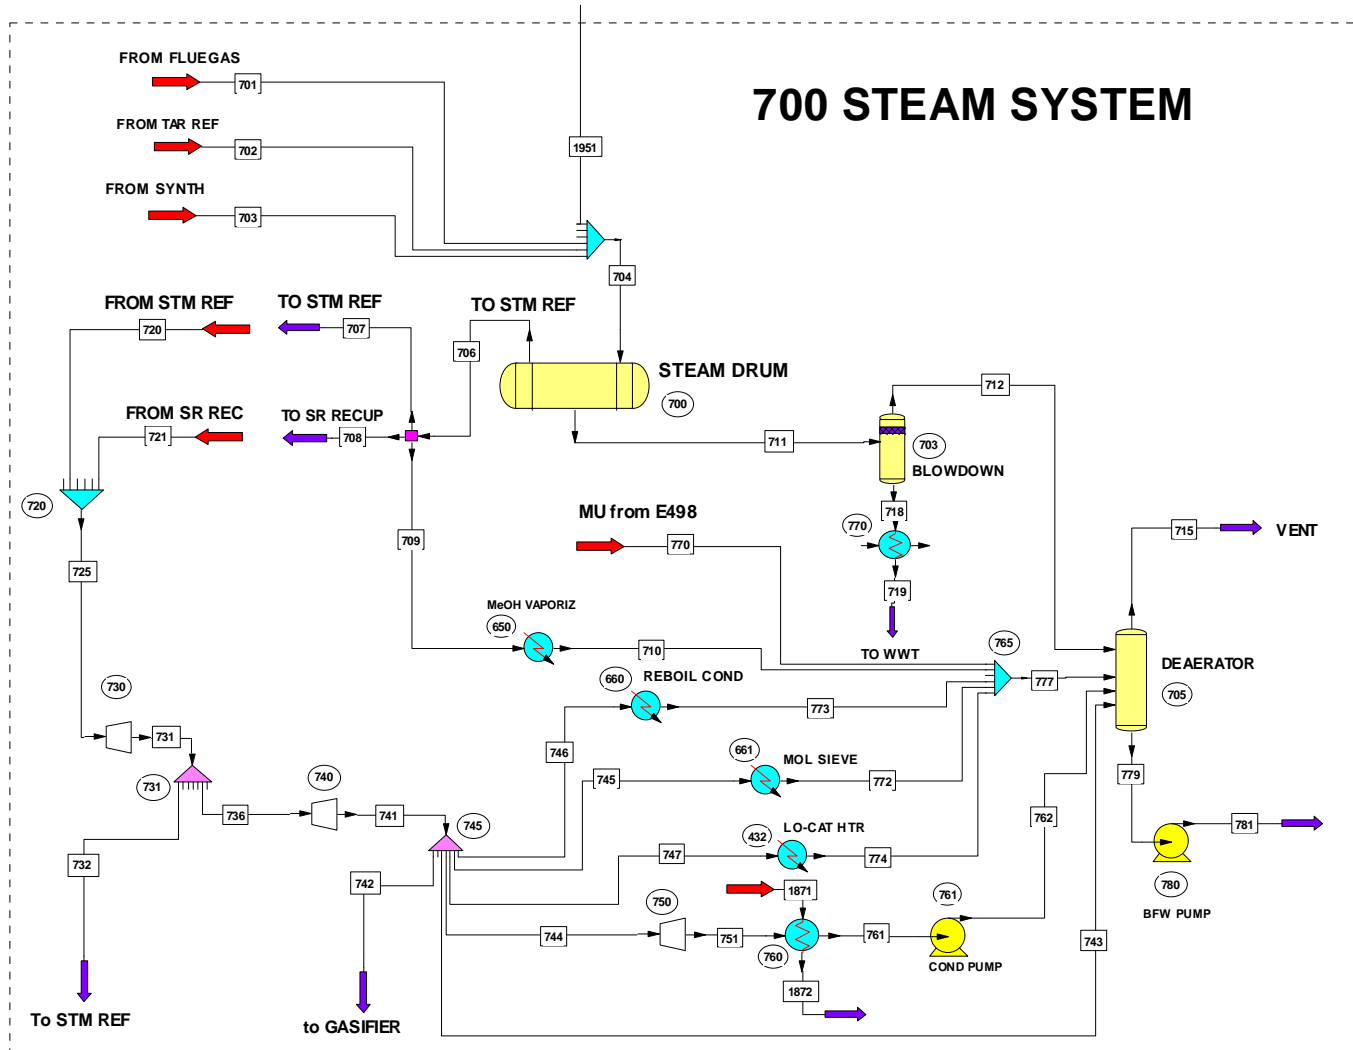 FROM FLUEGAS
701
700 STEAM SYSTEM
FROM TAR REF
702
1951
FROM SYNTH
703
704
FROM STM REF
TO STM REF
TO STM REF
720
707
706
STEAM DRUM
700
712
FROM SR REC
TO SR RECUP
721
708
711
703
BLOWDOWN
720
718
MU from E498
770
709
770
715
VENT
725
719
MeOH VAPORIZ
650
710
TO WWT
765
777
DEAERATOR
705
REBOIL COND
660
773
730
731
746
661
MOL SIEVE
745
772
779
731
740
736
741
745
762
781
LO-CAT HTR
432
747
774
732
742
1871
761
780
BFW PUMP
750
744
751
760
761
743
COND PUMP
1872
To STM REF
to GASIFIER